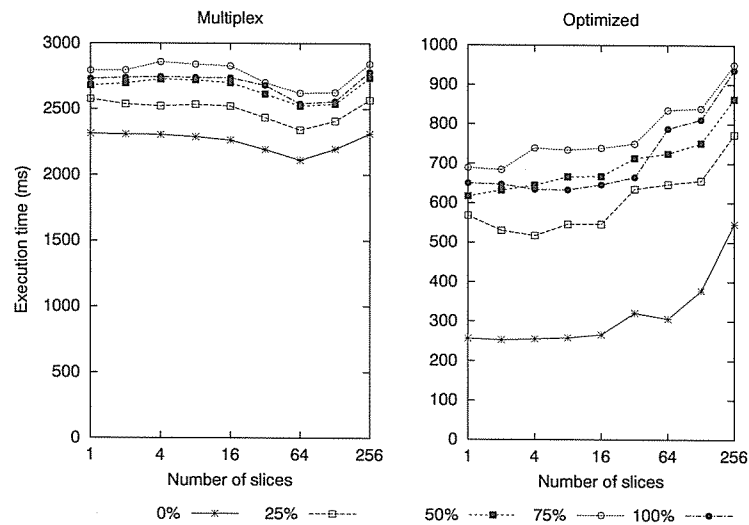 Multiplex
3000
2500
2000
1500
1000
500
0
1 4 16 64 256
Execution time (ms)
Number of slices
Optimized
1000
900
800
700
600
500
400
300
200
100
0
1 4 16 64 256
Number of slices
0% 25% 50% 75% 100%